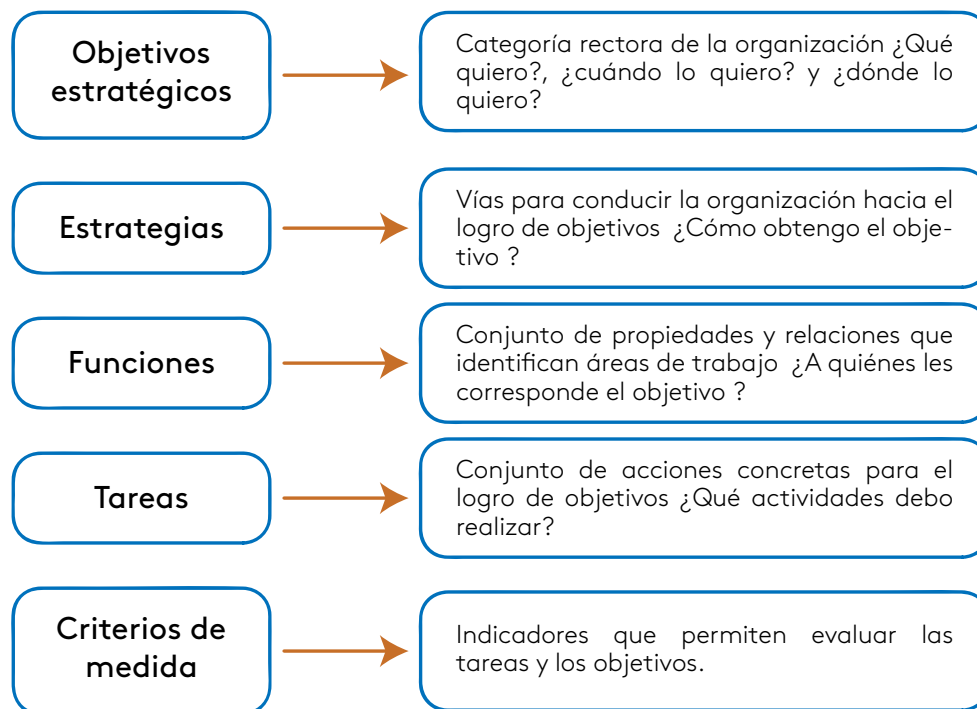 Objetivos
estratégicos
Categoría rectora de la organización ¿Qué
quiero?, ¿cuándo lo quiero? y ¿dónde lo
quiero?
Estrategias
Vías para conducir la organización hacia el
logro de objetivos ¿Cómo obtengo el obje-
tivo ?
Funciones
Conjunto de propiedades y relaciones que
identifican áreas de trabajo ¿A quiénes les
corresponde el objetivo ?
Tareas
Conjunto de acciones concretas para el
logro de objetivos ¿Qué actividades debo
realizar?
Criterios de
medida
Indicadores que permiten evaluar las
tareas y los objetivos.